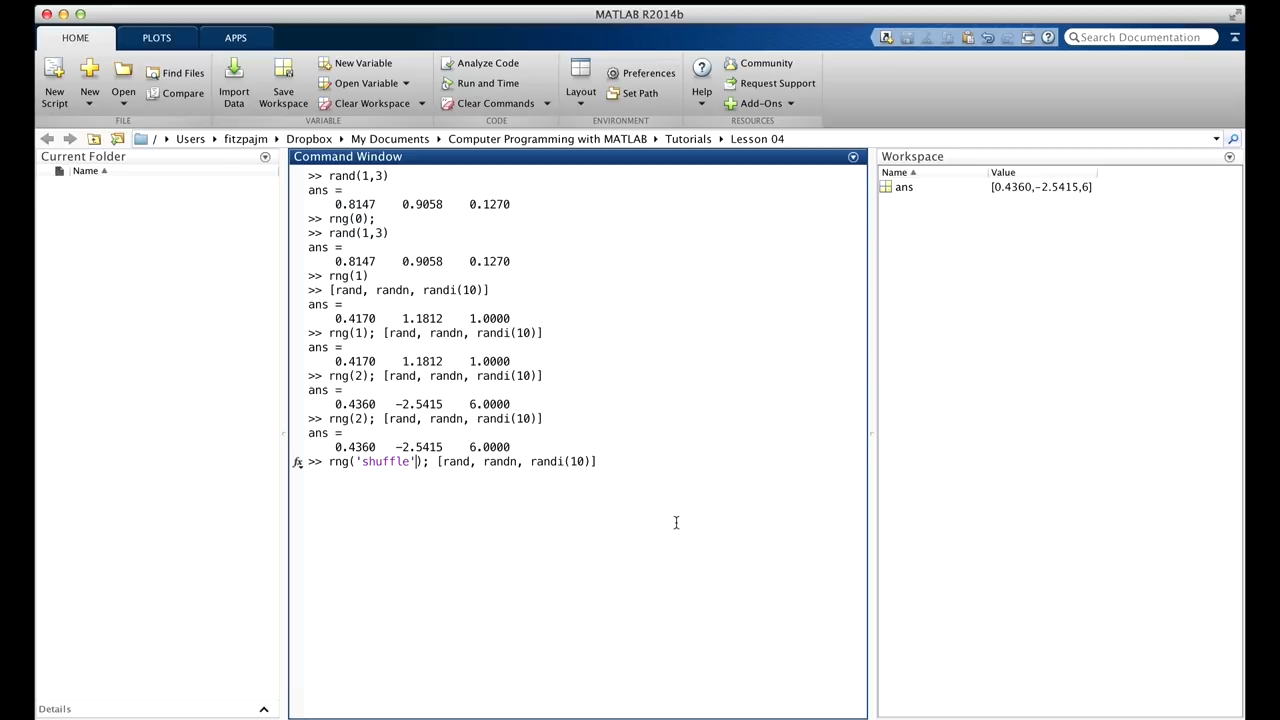 MATLAB R2014b
HOME PLOTS APPS
Search Documentation
New Script
New
Open
Find Files
Compare
Import Data
Save Workspace
New Variable
Open Variable
Clear Workspace
Analyze Code
Run and Time
Clear Commands
Layout
Preferences
Set Path
Help
Community
Request Support
Add-Ons
FILE VARIABLE CODE ENVIRONMENT RESOURCES
/ Users fitzpajm Dropbox My Documents Computer Programming with MATLAB Tutorials Lesson 04
Current Folder
Name
Command Window
>> rand(1,3)
ans =
0.8147 0.9058 0.1270
>> rng(0);
>> rand(1,3)
ans =
0.8147 0.9058 0.1270
>> rng(1)
>> [rand, randn, randi(10)]
ans =
0.4170 1.1812 1.0000
>> rng(1); [rand, randn, randi(10)]
ans =
0.4170 1.1812 1.0000
>> rng(2); [rand, randn, randi(10)]
ans =
0.4360 -2.5415 6.0000
>> rng(2); [rand, randn, randi(10)]
ans =
0.4360 -2.5415 6.0000
fx >> rng('shuffle'); [rand, randn, randi(10)]
Workspace
Name Value
ans [0.4360,-2.5415,6]
Details